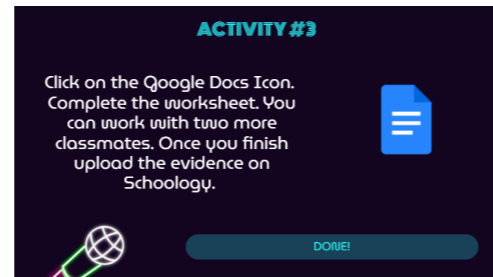 ACTIVITY #3
Click on the Google Docs Icon.
Complete the worksheet. You
can work with two more
classmates. Once you finish
upload the evidence on
Schoology.
DONE!